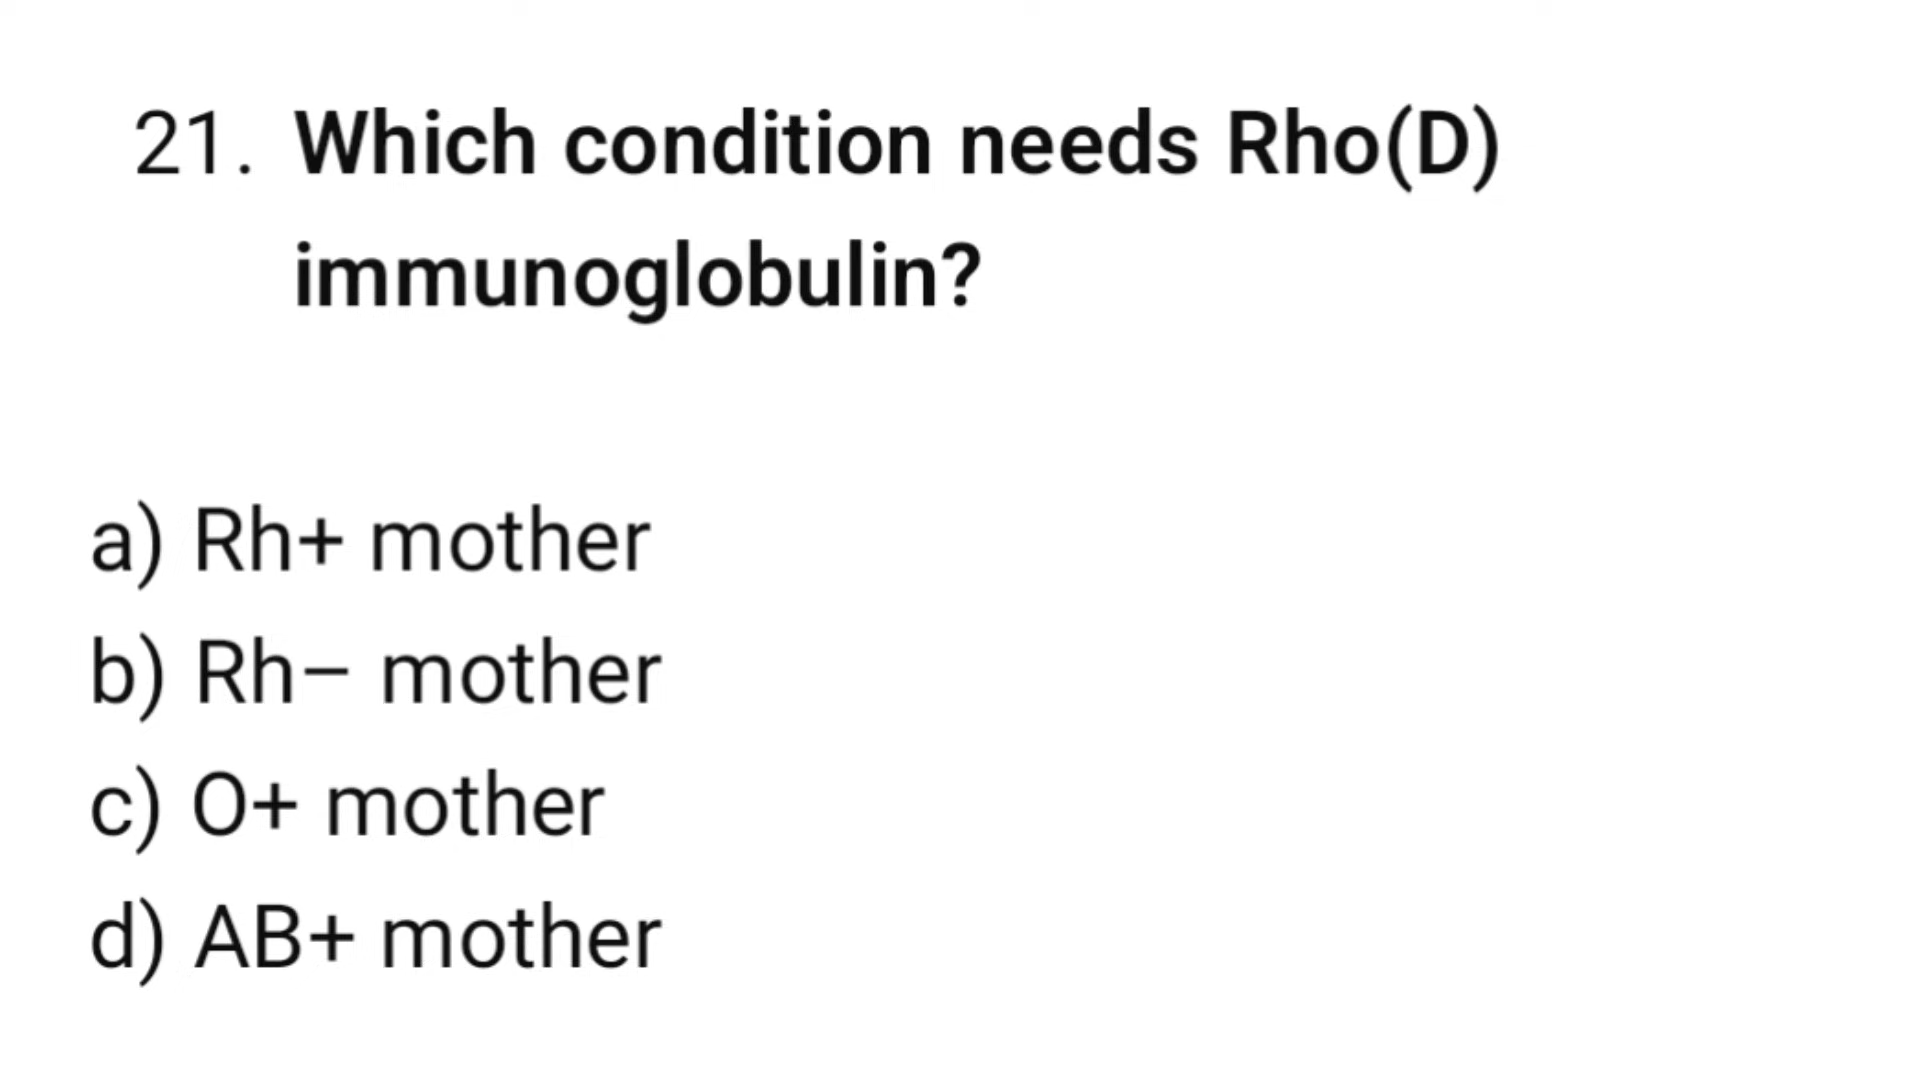 21. Which condition needs Rho(D)
immunoglobulin?
a) Rh+ mother
b) Rh– mother
c) O+ mother
d) AB+ mother